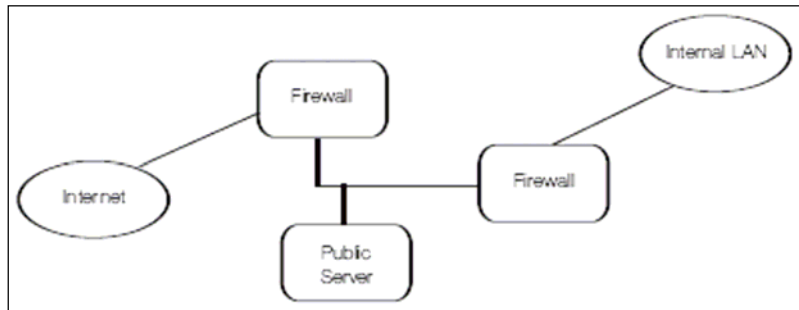 Internal LAN
Firewall
Firewall
Internet
Public
Server